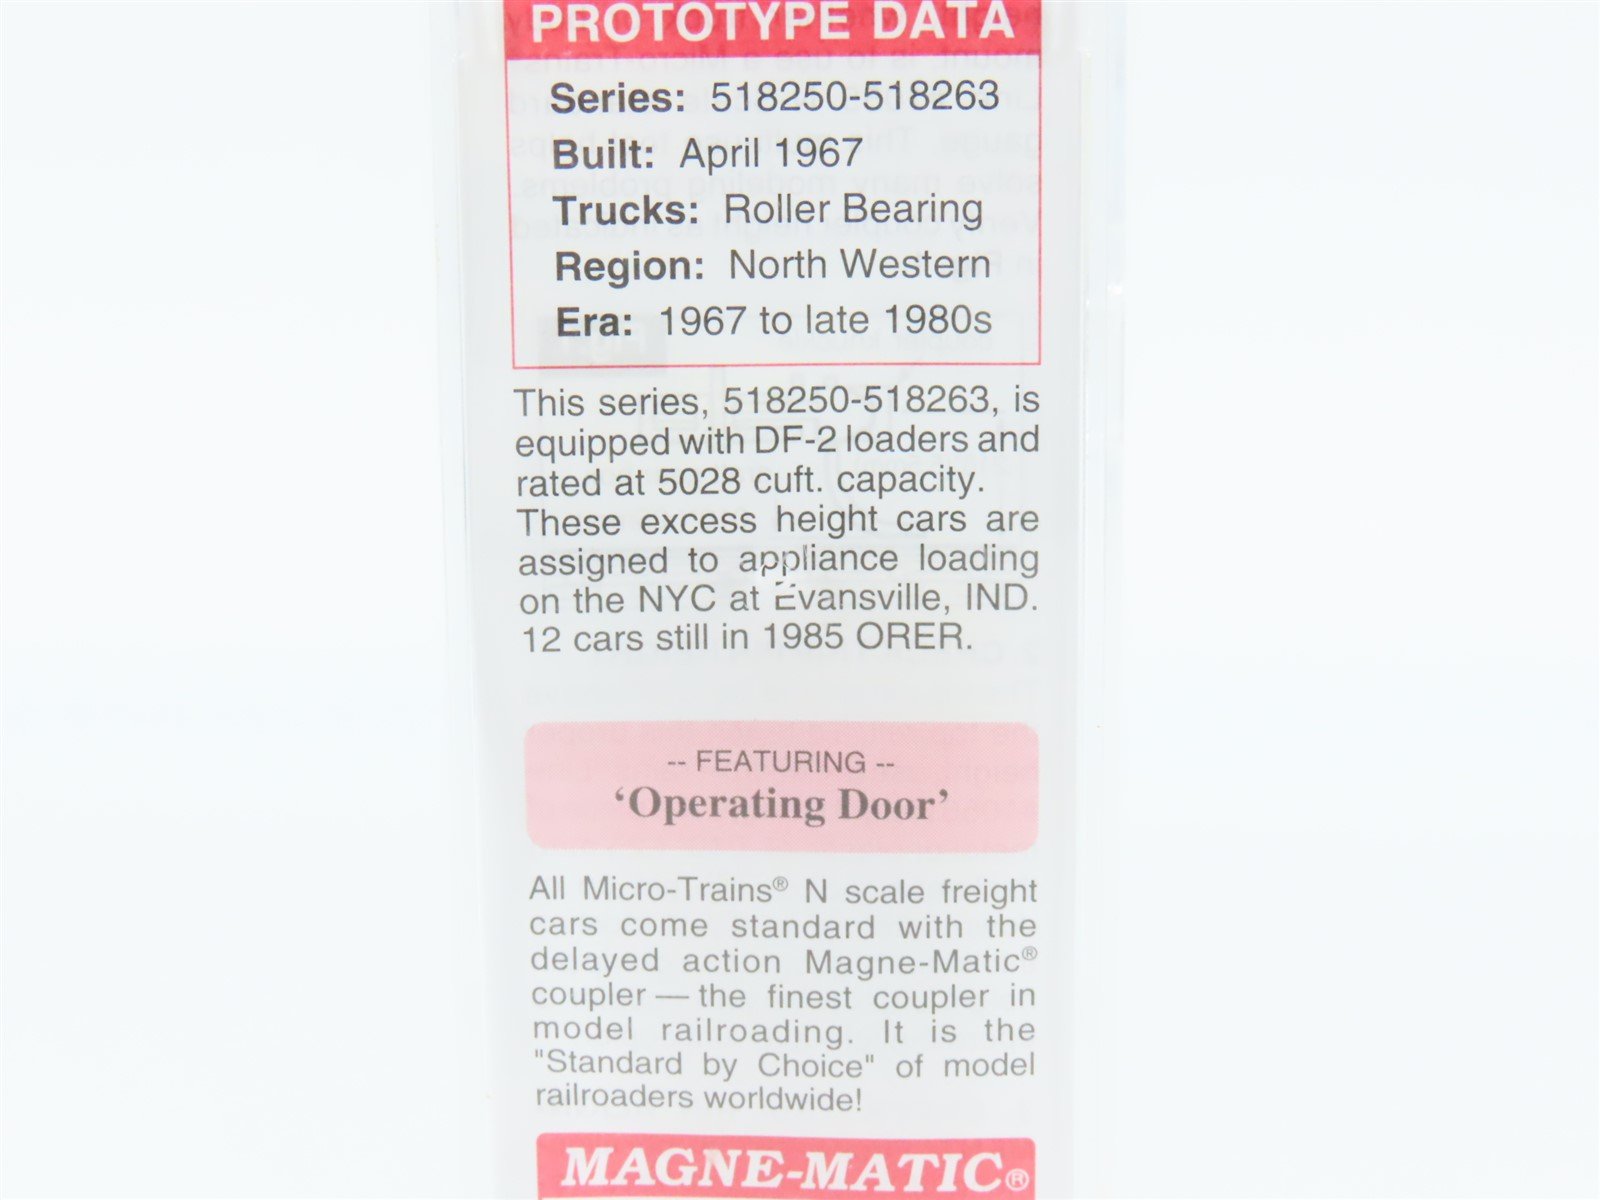 PROTOTYPE DATA
Series: 518250-518263
Built: April 1967
Trucks: Roller Bearing
Region: North Western
Era: 1967 to late 1980s
This series, 518250-518263, is
equipped with DF-2 loaders and
rated at 5028 cuft. capacity.
These excess height cars are
assigned to appliance loading
on the NYC at Evansville, IND.
12 cars still in 1985 ORER.
-- FEATURING --
‘Operating Door’
All Micro-Trains® N scale freight
cars come standard with the
delayed action Magne-Matic®
coupler — the finest coupler in
model railroading. It is the
"Standard by Choice" of model
railroaders worldwide!
MAGNE-MATIC®